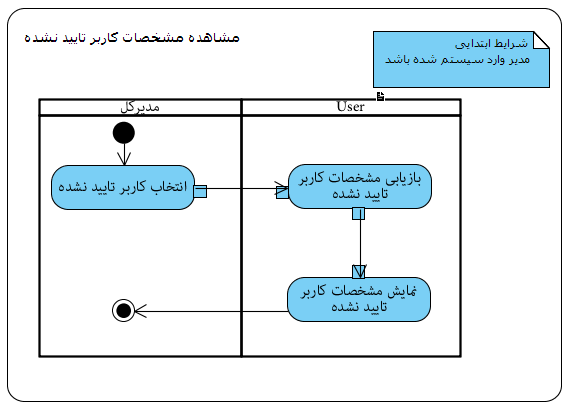 مشاهده مشخصات کاربر تایید نشده
شرایط ابتدایی
مدیر وارد سیستم شده باشد
مدیرکل
User
انتخاب کاربر تایید نشده
بازیابی مشخصات کاربر
تایید نشده
نمایش مشخصات کاربر
تایید نشده